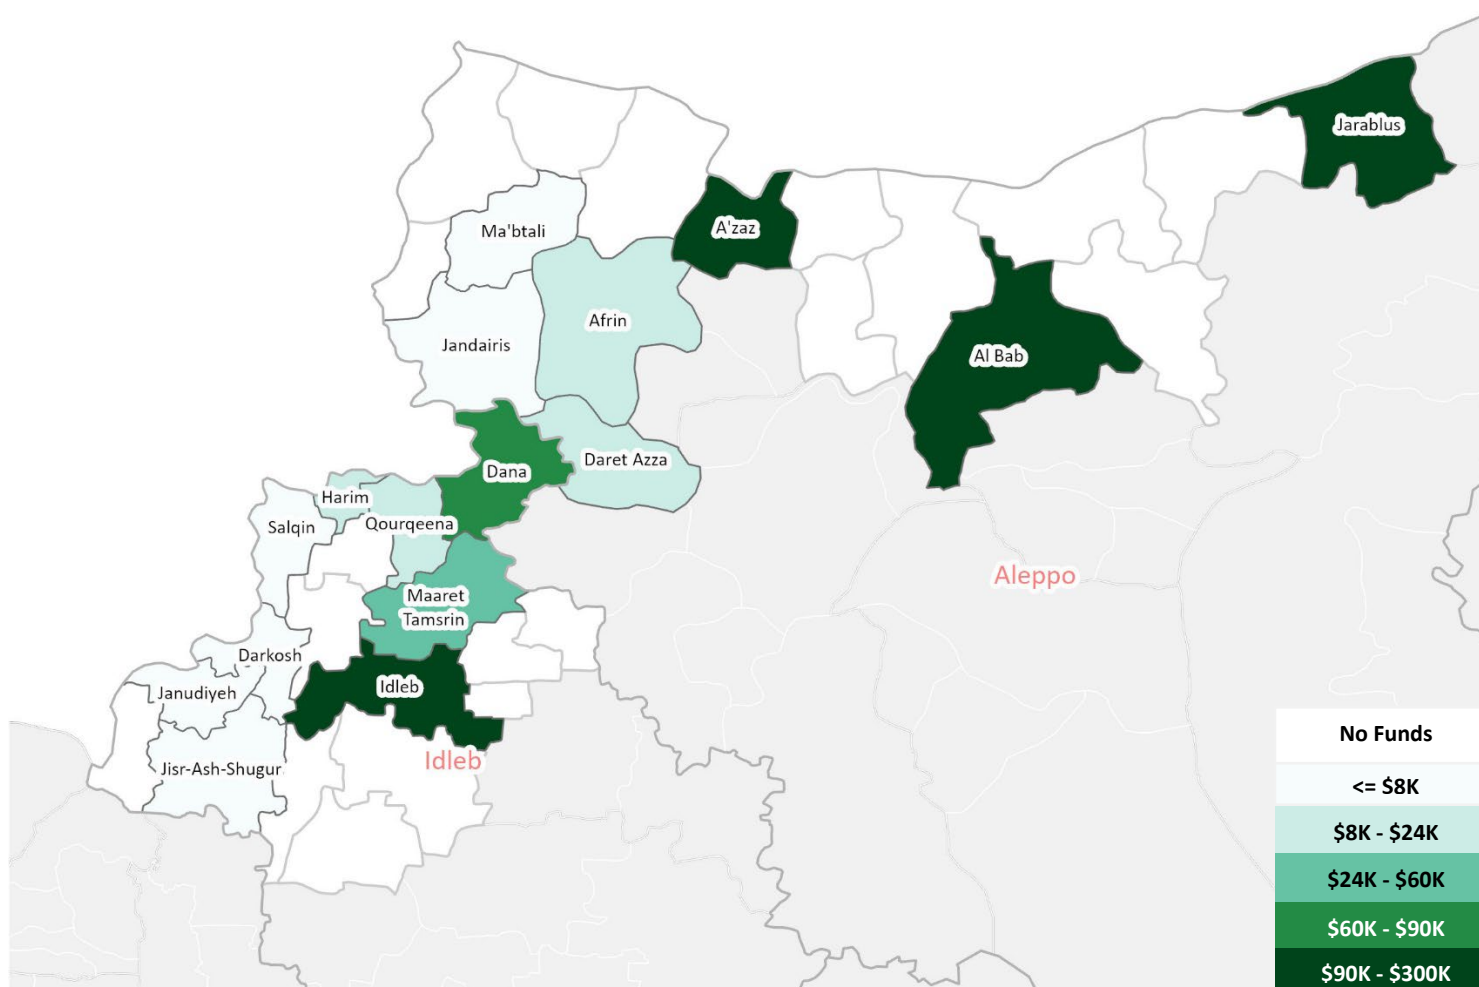 Jarablus
Ma'btali
A'zaz
Afrin
Jandairis
Al Bab
Dana
Daret Azza
Harim
Qourqeena
Salqin
Aleppo
Maaret
Tamsrin
Darkosh
Janudiyeh
Idleb
Idleb
Jisr-Ash-Shugur
No Funds
<= $8K
$8K - $24K
$24K - $60K
$60K - $90K
$90K - $300K